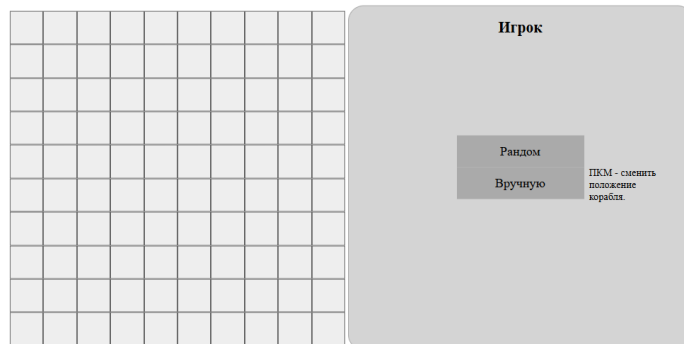 Игрок
Рандом
Вручную
ПКМ - сменить
положение
корабля.